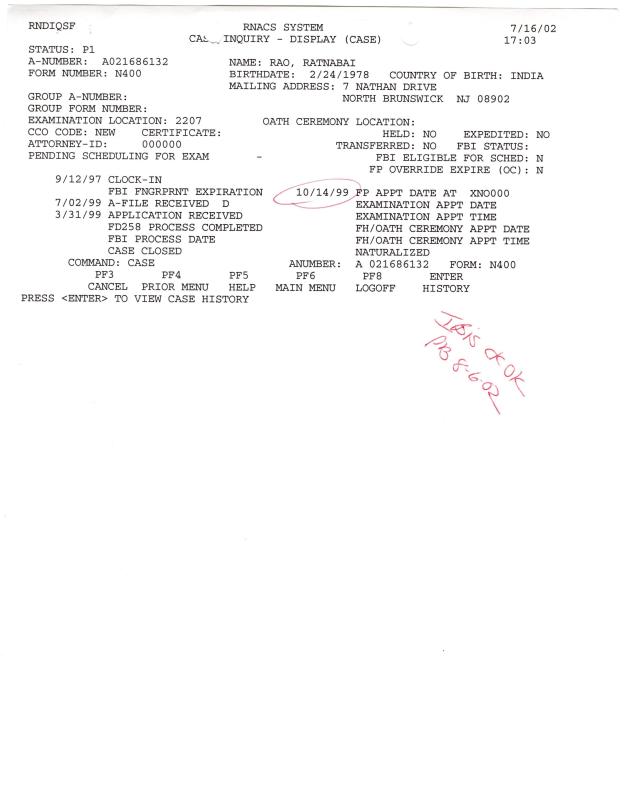 RNDIQSF RNACS SYSTEM 7/16/02
CASE INQUIRY - DISPLAY (CASE) 17:03
STATUS: P1
A-NUMBER: A021686132 NAME: RAO, RATNABAI
FORM NUMBER: N400 BIRTHDATE: 2/24/1978 COUNTRY OF BIRTH: INDIA
MAILING ADDRESS: 7 NATHAN DRIVE
GROUP A-NUMBER: NORTH BRUNSWICK NJ 08902
GROUP FORM NUMBER:
EXAMINATION LOCATION: 2207 OATH CEREMONY LOCATION:
CCO CODE: NEW CERTIFICATE: HELD: NO EXPEDITED: NO
ATTORNEY-ID: 000000 TRANSFERRED: NO FBI STATUS:
PENDING SCHEDULING FOR EXAM - FBI ELIGIBLE FOR SCHED: N
FP OVERRIDE EXPIRE (OC): N
9/12/97 CLOCK-IN
FBI FNGRPRNT EXPIRATION 10/14/99 FP APPT DATE AT XNO000
7/02/99 A-FILE RECEIVED D EXAMINATION APPT DATE
3/31/99 APPLICATION RECEIVED EXAMINATION APPT TIME
FD258 PROCESS COMPLETED FH/OATH CEREMONY APPT DATE
FBI PROCESS DATE FH/OATH CEREMONY APPT TIME
CASE CLOSED NATURALIZED
COMMAND: CASE ANUMBER: A 021686132 FORM: N400
PF3 PF4 PF5 PF6 PF8 ENTER
CANCEL PRIOR MENU HELP MAIN MENU LOGOFF HISTORY
PRESS <ENTER> TO VIEW CASE HISTORY
IBIS CK OK
PB 8-6-02